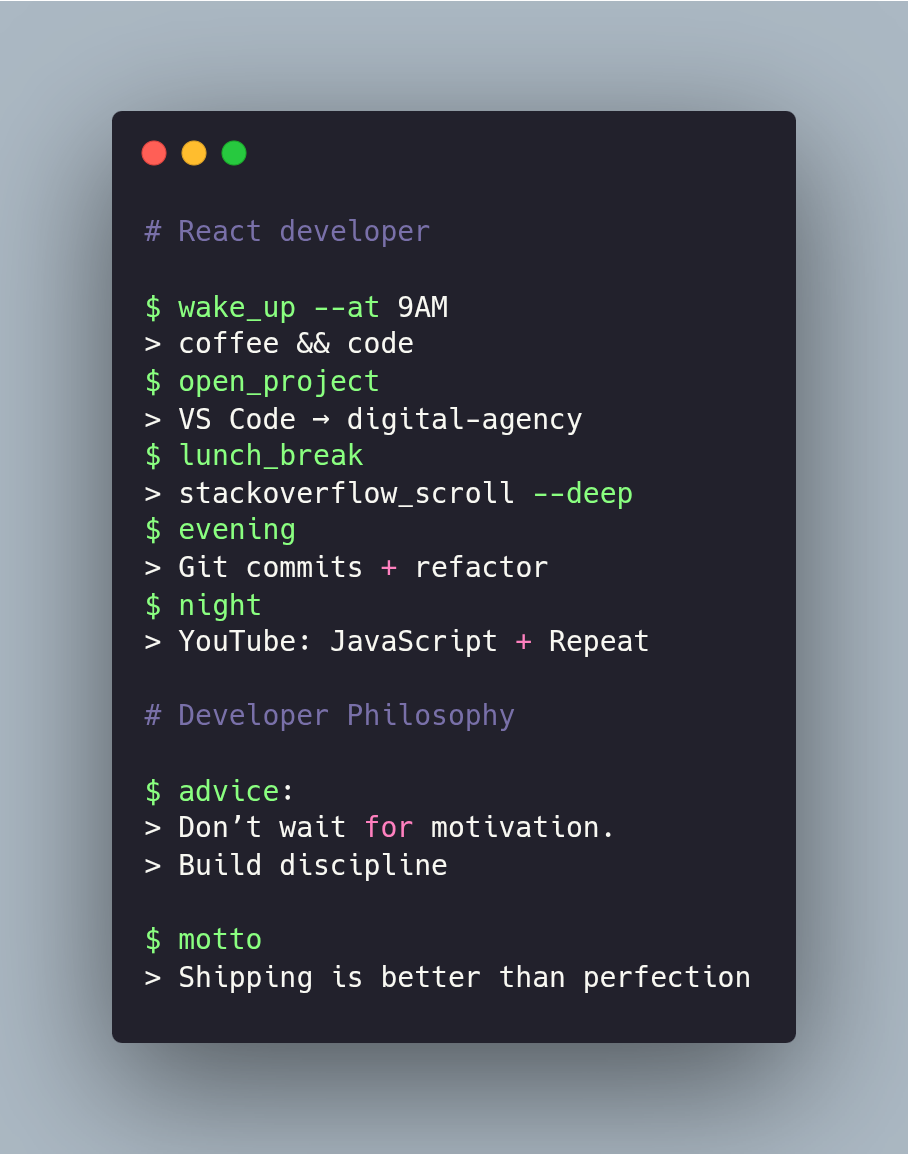 # React developer
$ wake_up --at 9AM
> coffee && code
$ open_project
> VS Code → digital-agency
$ lunch_break
> stackoverflow_scroll --deep
$ evening
> Git commits + refactor
$ night
> YouTube: JavaScript + Repeat
# Developer Philosophy
$ advice:
> Don’t wait for motivation.
> Build discipline
$ motto
> Shipping is better than perfection